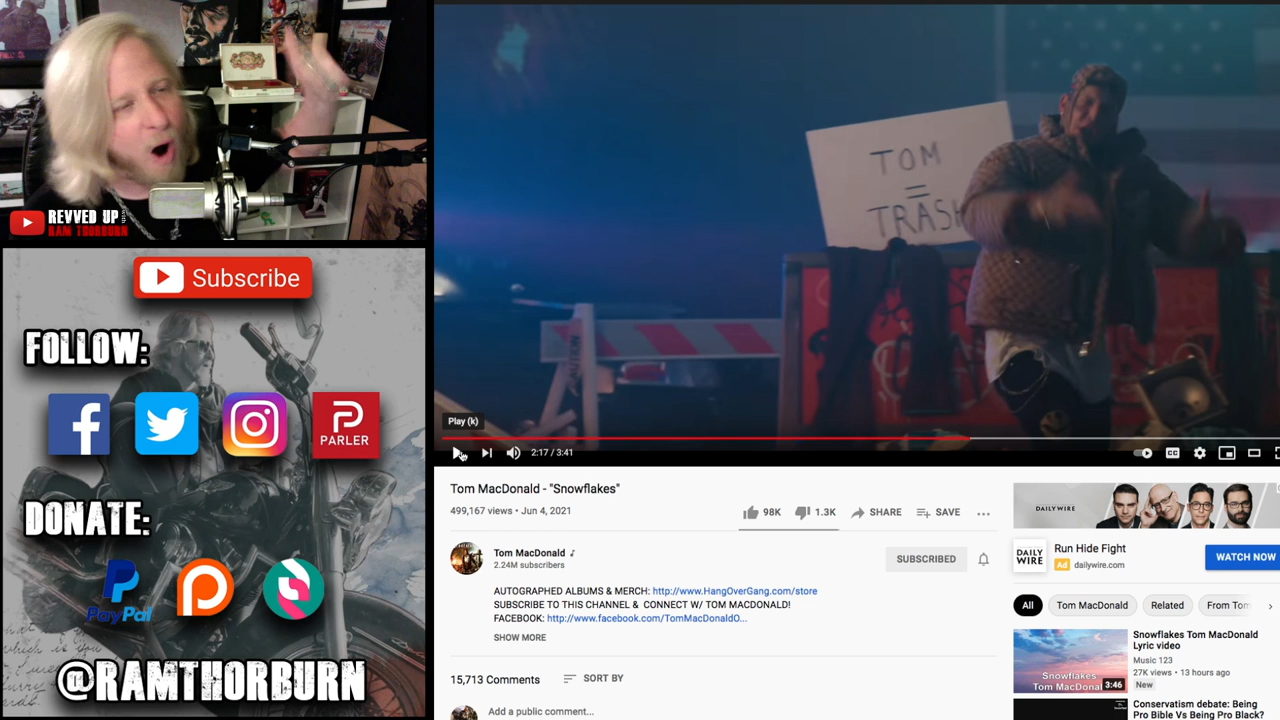 REVVED UP
RAM THORBURN
Subscribe
FOLLOW:
PARLER
DONATE:
PayPal
@RAMTHORBURN
TOM
=
TRASH
Play (k)
2:17 / 3:41
CC
Tom MacDonald - "Snowflakes"
499,167 views • Jun 4, 2021
98K
1.3K
SHARE
SAVE
Tom MacDonald
2.24M subscribers
SUBSCRIBED
AUTOGRAPHED ALBUMS & MERCH: http://www.HangOverGang.com/store
SUBSCRIBE TO THIS CHANNEL & CONNECT W/ TOM MACDONALD!
FACEBOOK: http://www.facebook.com/TomMacDonaldO...
SHOW MORE
15,713 Comments
SORT BY
Add a public comment...
DAILYWIRE
DAILY
WIRE
Run Hide Fight
Ad dailywire.com
WATCH NOW
All
Tom MacDonald
Related
From Tom
Snowflakes
Tom MacDonal
3:46
Snowflakes Tom MacDonald
Lyric video
Music 123
27K views • 13 hours ago
New
Conservatism debate: Being
Pro Bible Vs Being Pro Black?